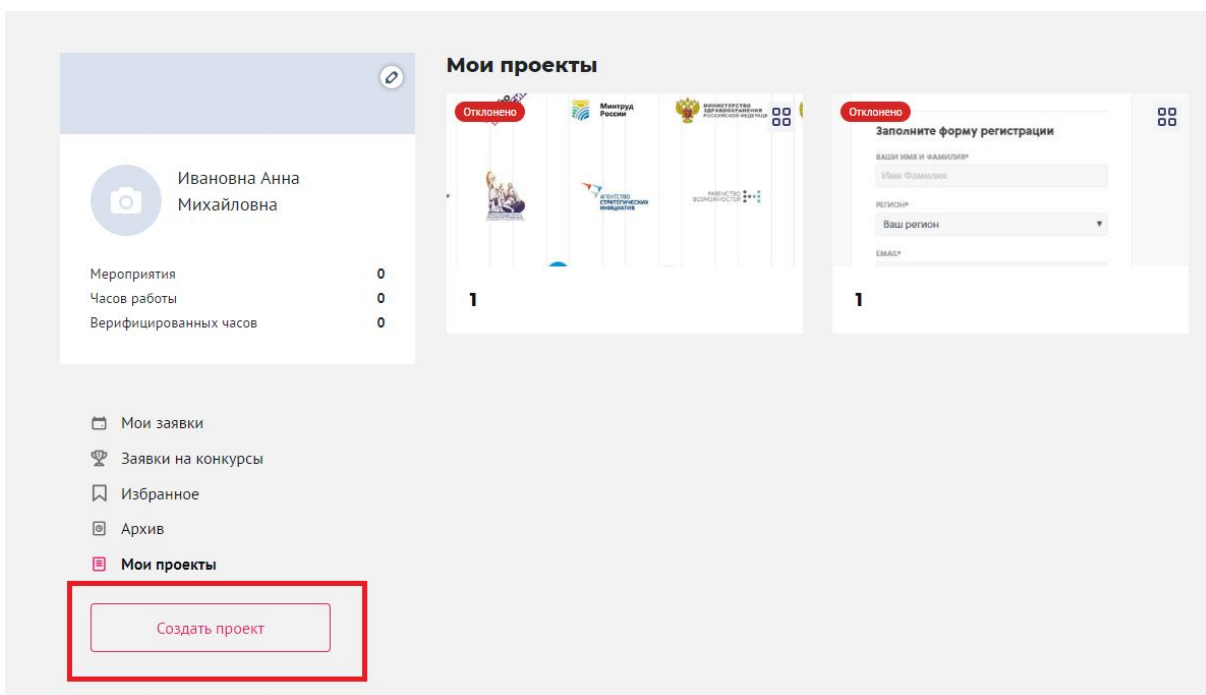 Мои проекты
Ивановна Анна
Михайловна
Мероприятия 0
Часов работы 0
Верифицированных часов 0
Мои заявки
Заявки на конкурсы
Избранное
Архив
Мои проекты
Создать проект
Отклонено
Минтруд
России
МИНИСТЕРСТВО
ЗДРАВООХРАНЕНИЯ
РОССИЙСКОЙ ФЕДЕРАЦИИ
АГЕНТСТВО
СТРАТЕГИЧЕСКИХ
ИНИЦИАТИВ
РАВЕНСТВО
ВОЗМОЖНОСТЕЙ
1
Отклонено
Заполните форму регистрации
ВАШИ ИМЯ И ФАМИЛИЯ*
Имя Фамилия
РЕГИОН*
Ваш регион
EMAIL*
1